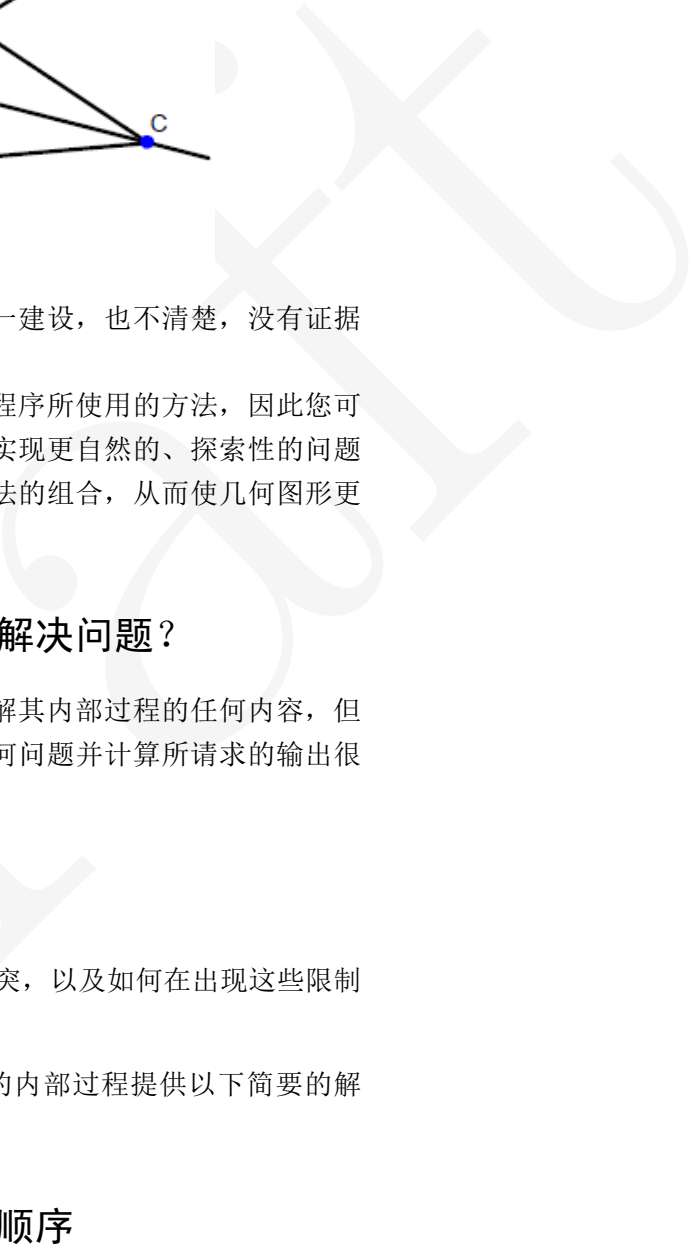 C
一建设，也不清楚，没有证据
程序所使用的方法，因此您可
实现更自然的、探索性的问题
法的组合，从而使几何图形更
解决问题？
解其内部过程的任何内容，但
何问题并计算所请求的输出很
突，以及如何在出现这些限制
的内部过程提供以下简要的解
顺序